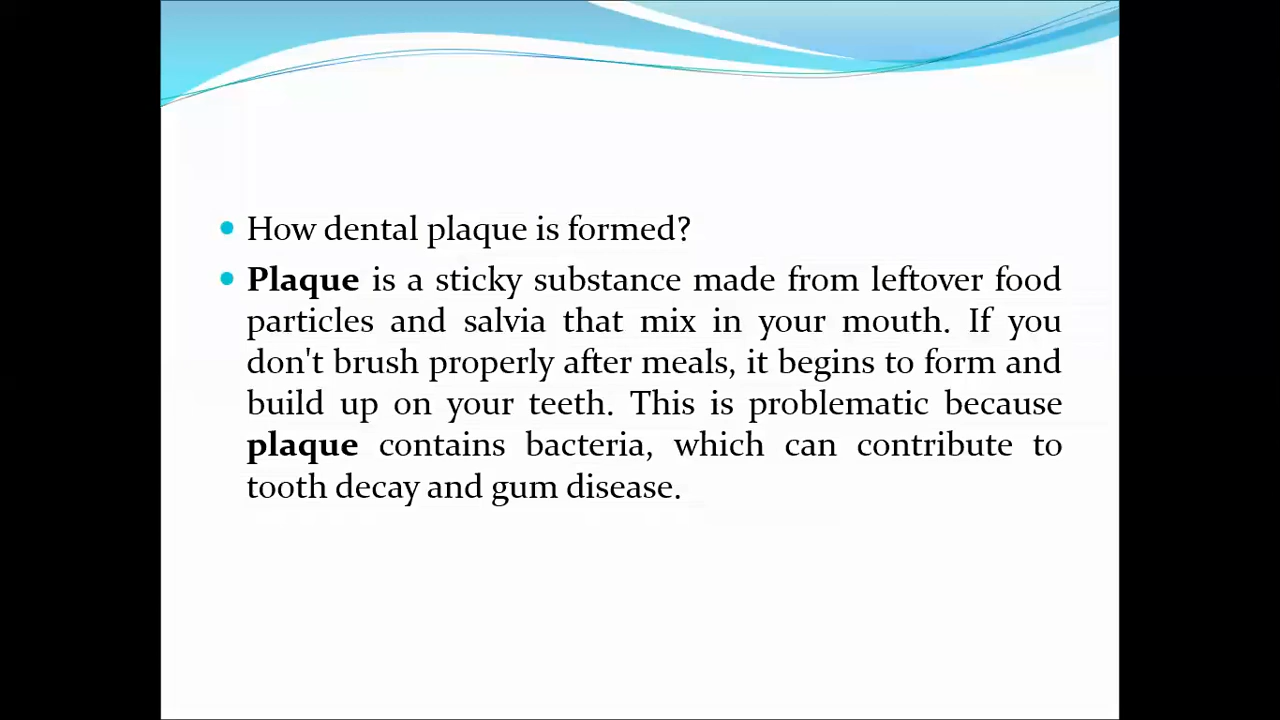 How dental plaque is formed?
Plaque is a sticky substance made from leftover food
particles and salvia that mix in your mouth. If you
don't brush properly after meals, it begins to form and
build up on your teeth. This is problematic because
plaque contains bacteria, which can contribute to
tooth decay and gum disease.